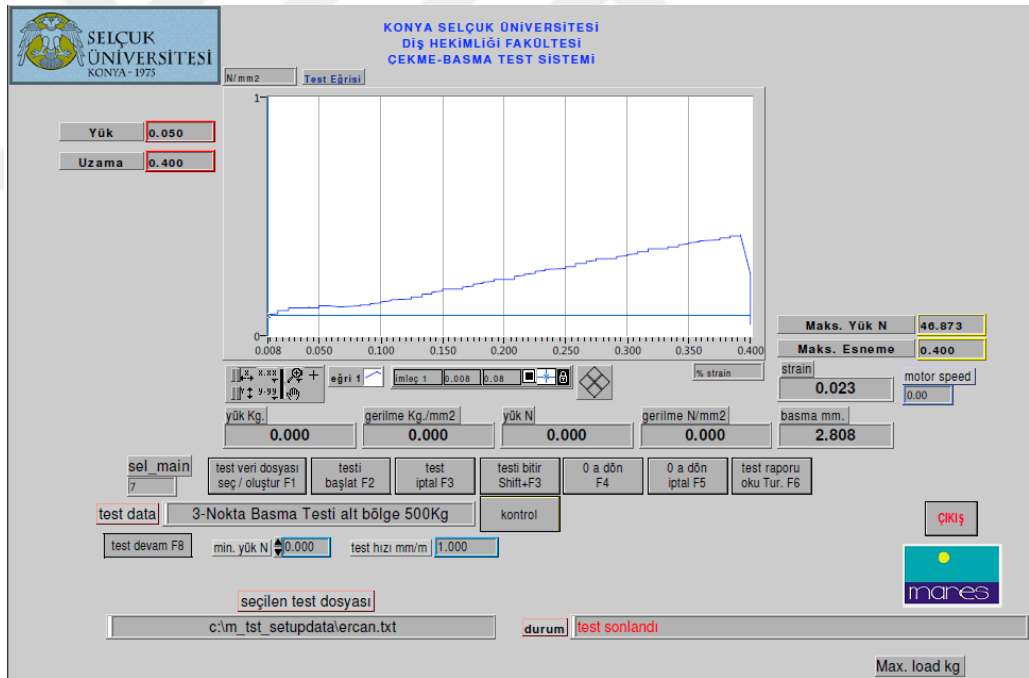 SELÇUK
ÜNİVERSİTESİ
KONYA - 1975
KONYA SELÇUK ÜNİVERSİTESİ
DİŞ HEKİMLİĞİ FAKÜLTESİ
ÇEKME-BASMA TEST SİSTEMİ
N/mm2 Test Eğrisi
Yük 0.050
Uzama 0.400
1
0
0.008 0.050 0.100 0.150 0.200 0.250 0.300 0.350 0.400
% strain
Maks. Yük N 46.873
Maks. Esneme 0.400
strain
0.023
motor speed
0.00
x.xx
y.yy
eğri 1
imleç 1 0.008 0.08
yük Kg. gerilme Kg./mm2 yük N gerilme N/mm2 basma mm.
0.000 0.000 0.000 0.000 2.808
sel_main
7
test veri dosyası
seç / oluştur F1
testi
başlat F2
test
iptal F3
testi bitir
Shift+F3
0 a dön
F4
0 a dön
iptal F5
test raporu
oku Tur. F6
test data 3-Nokta Basma Testi alt bölge 500Kg kontrol
ÇIKIŞ
test devam F8 min. yük N 0.000 test hızı mm/m 1.000
mares
seçilen test dosyası
c:\m_tst_setupdata\ercan.txt
durum test sonlandı
Max. load kg